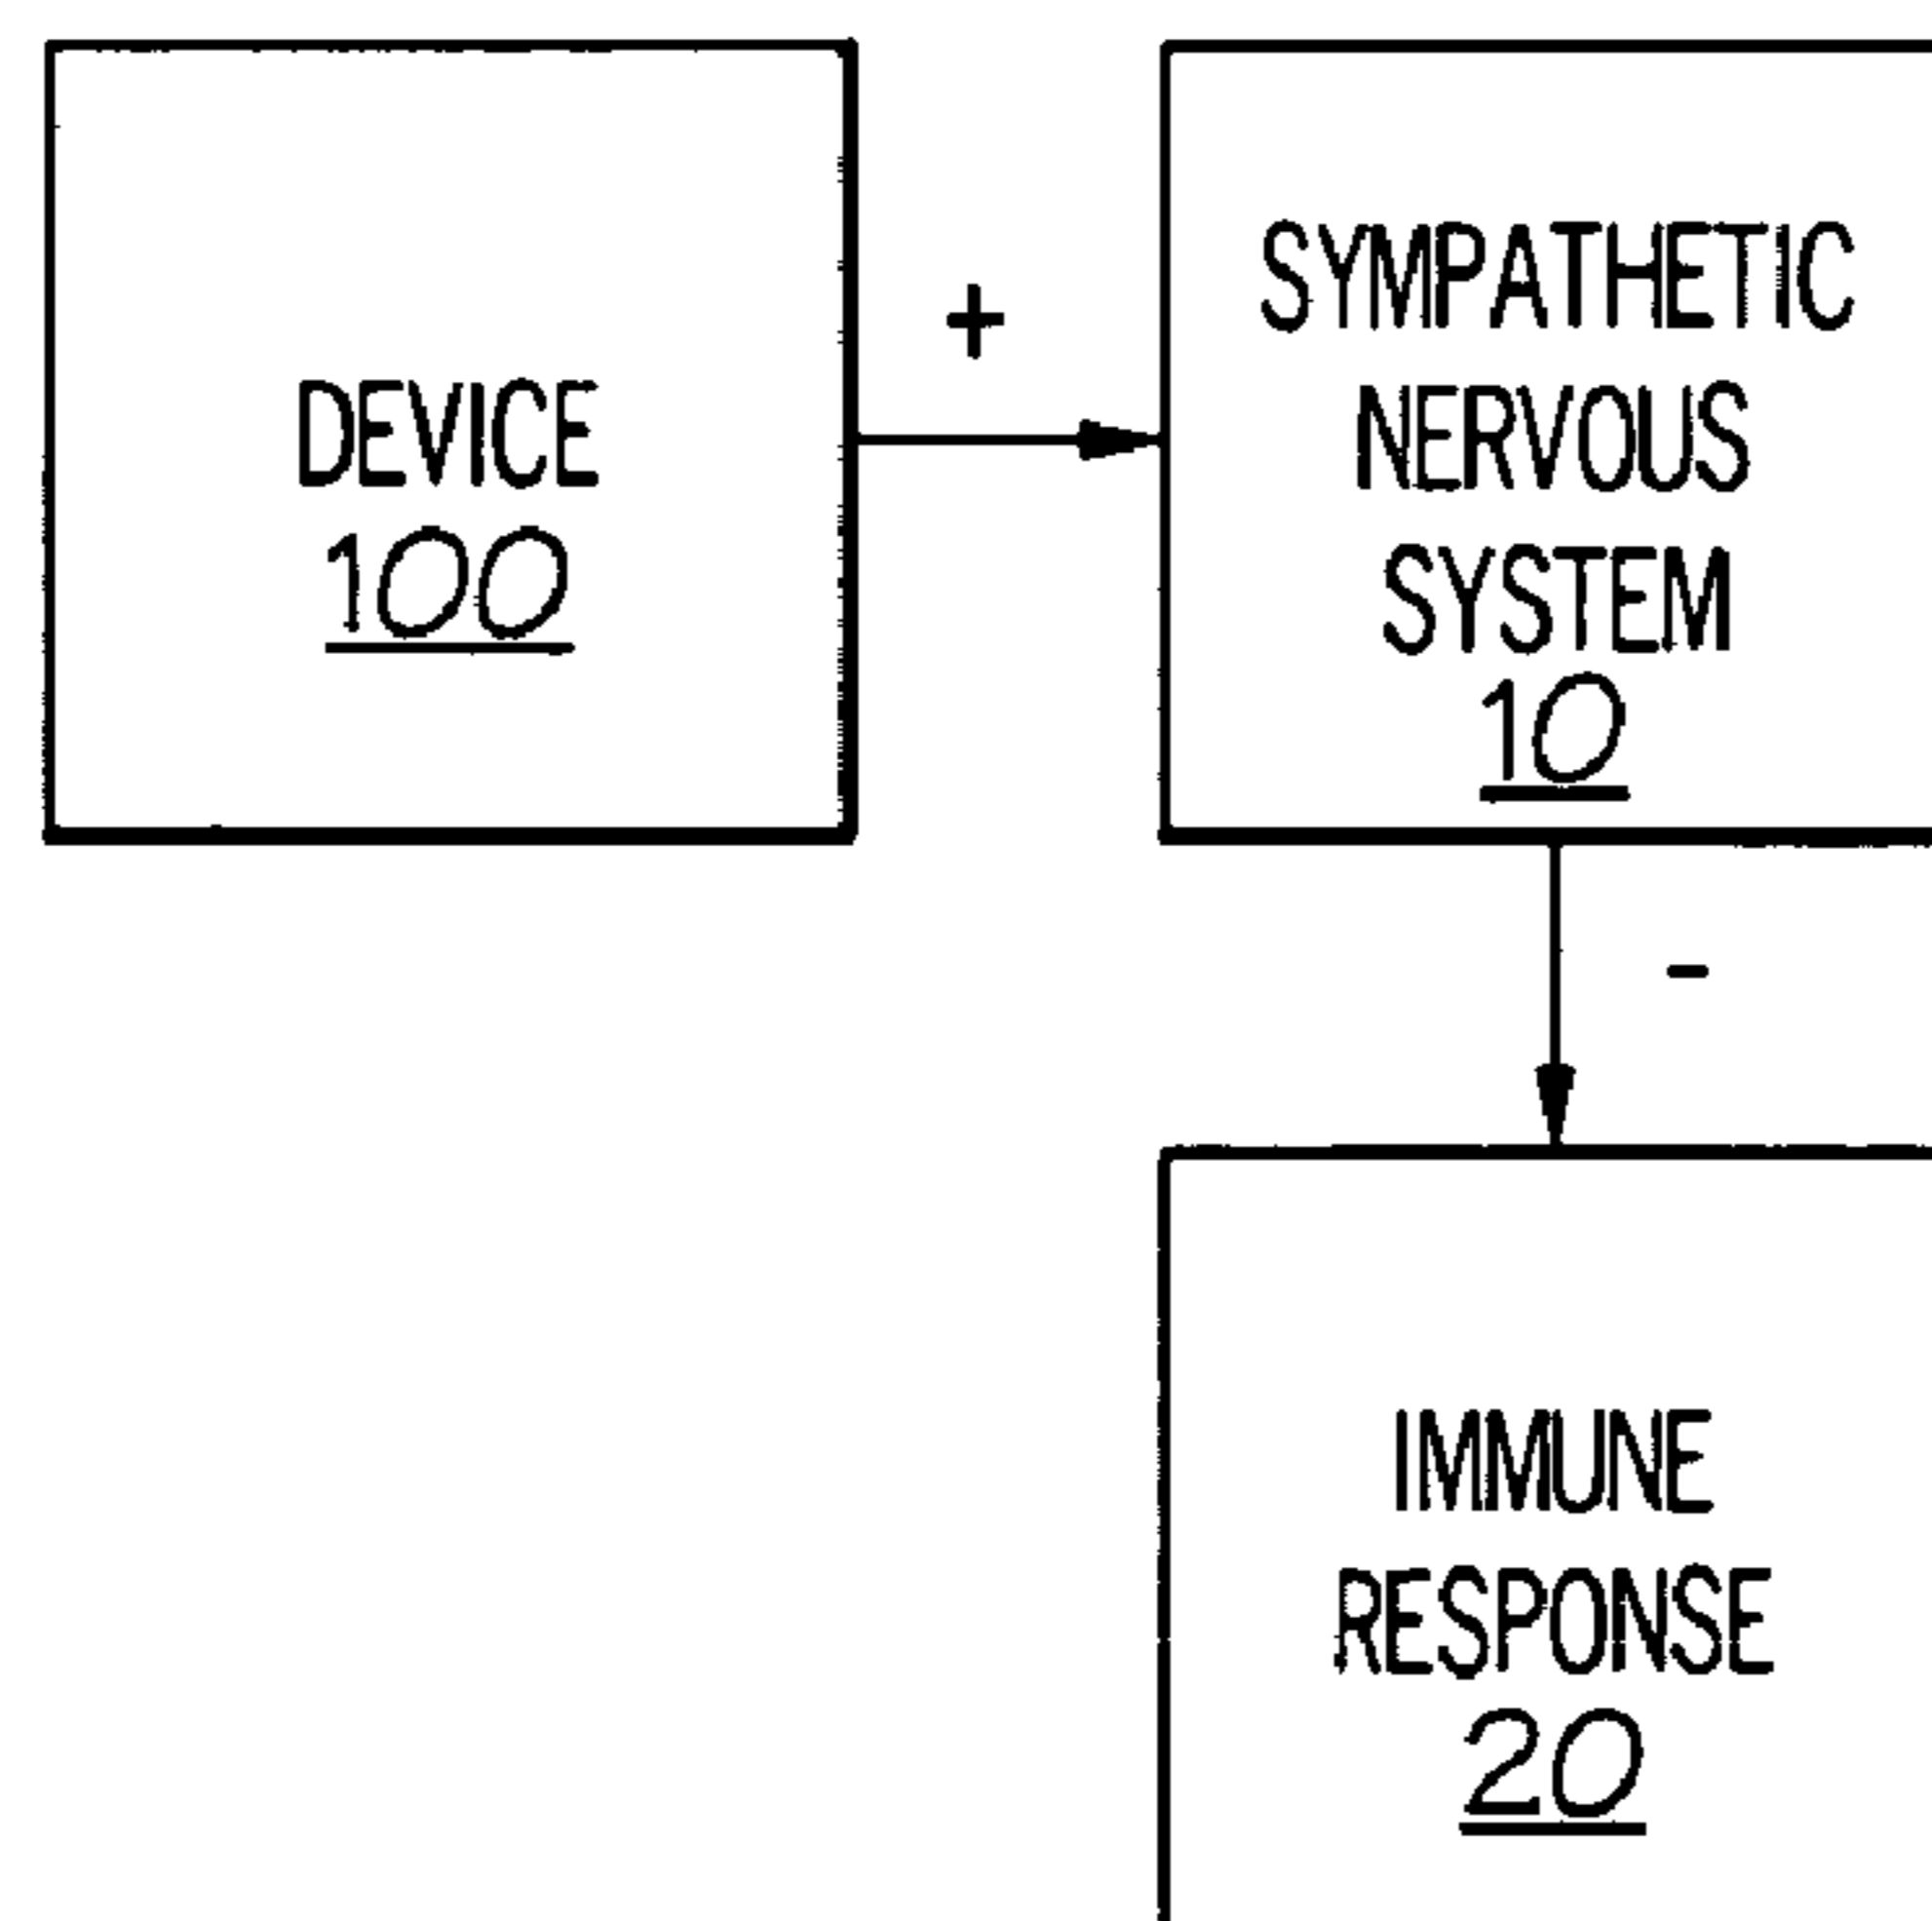 DEVICE
100
+
SYMPATHETIC
NERVOUS
SYSTEM
10
-
IMMUNE
RESPONSE
20